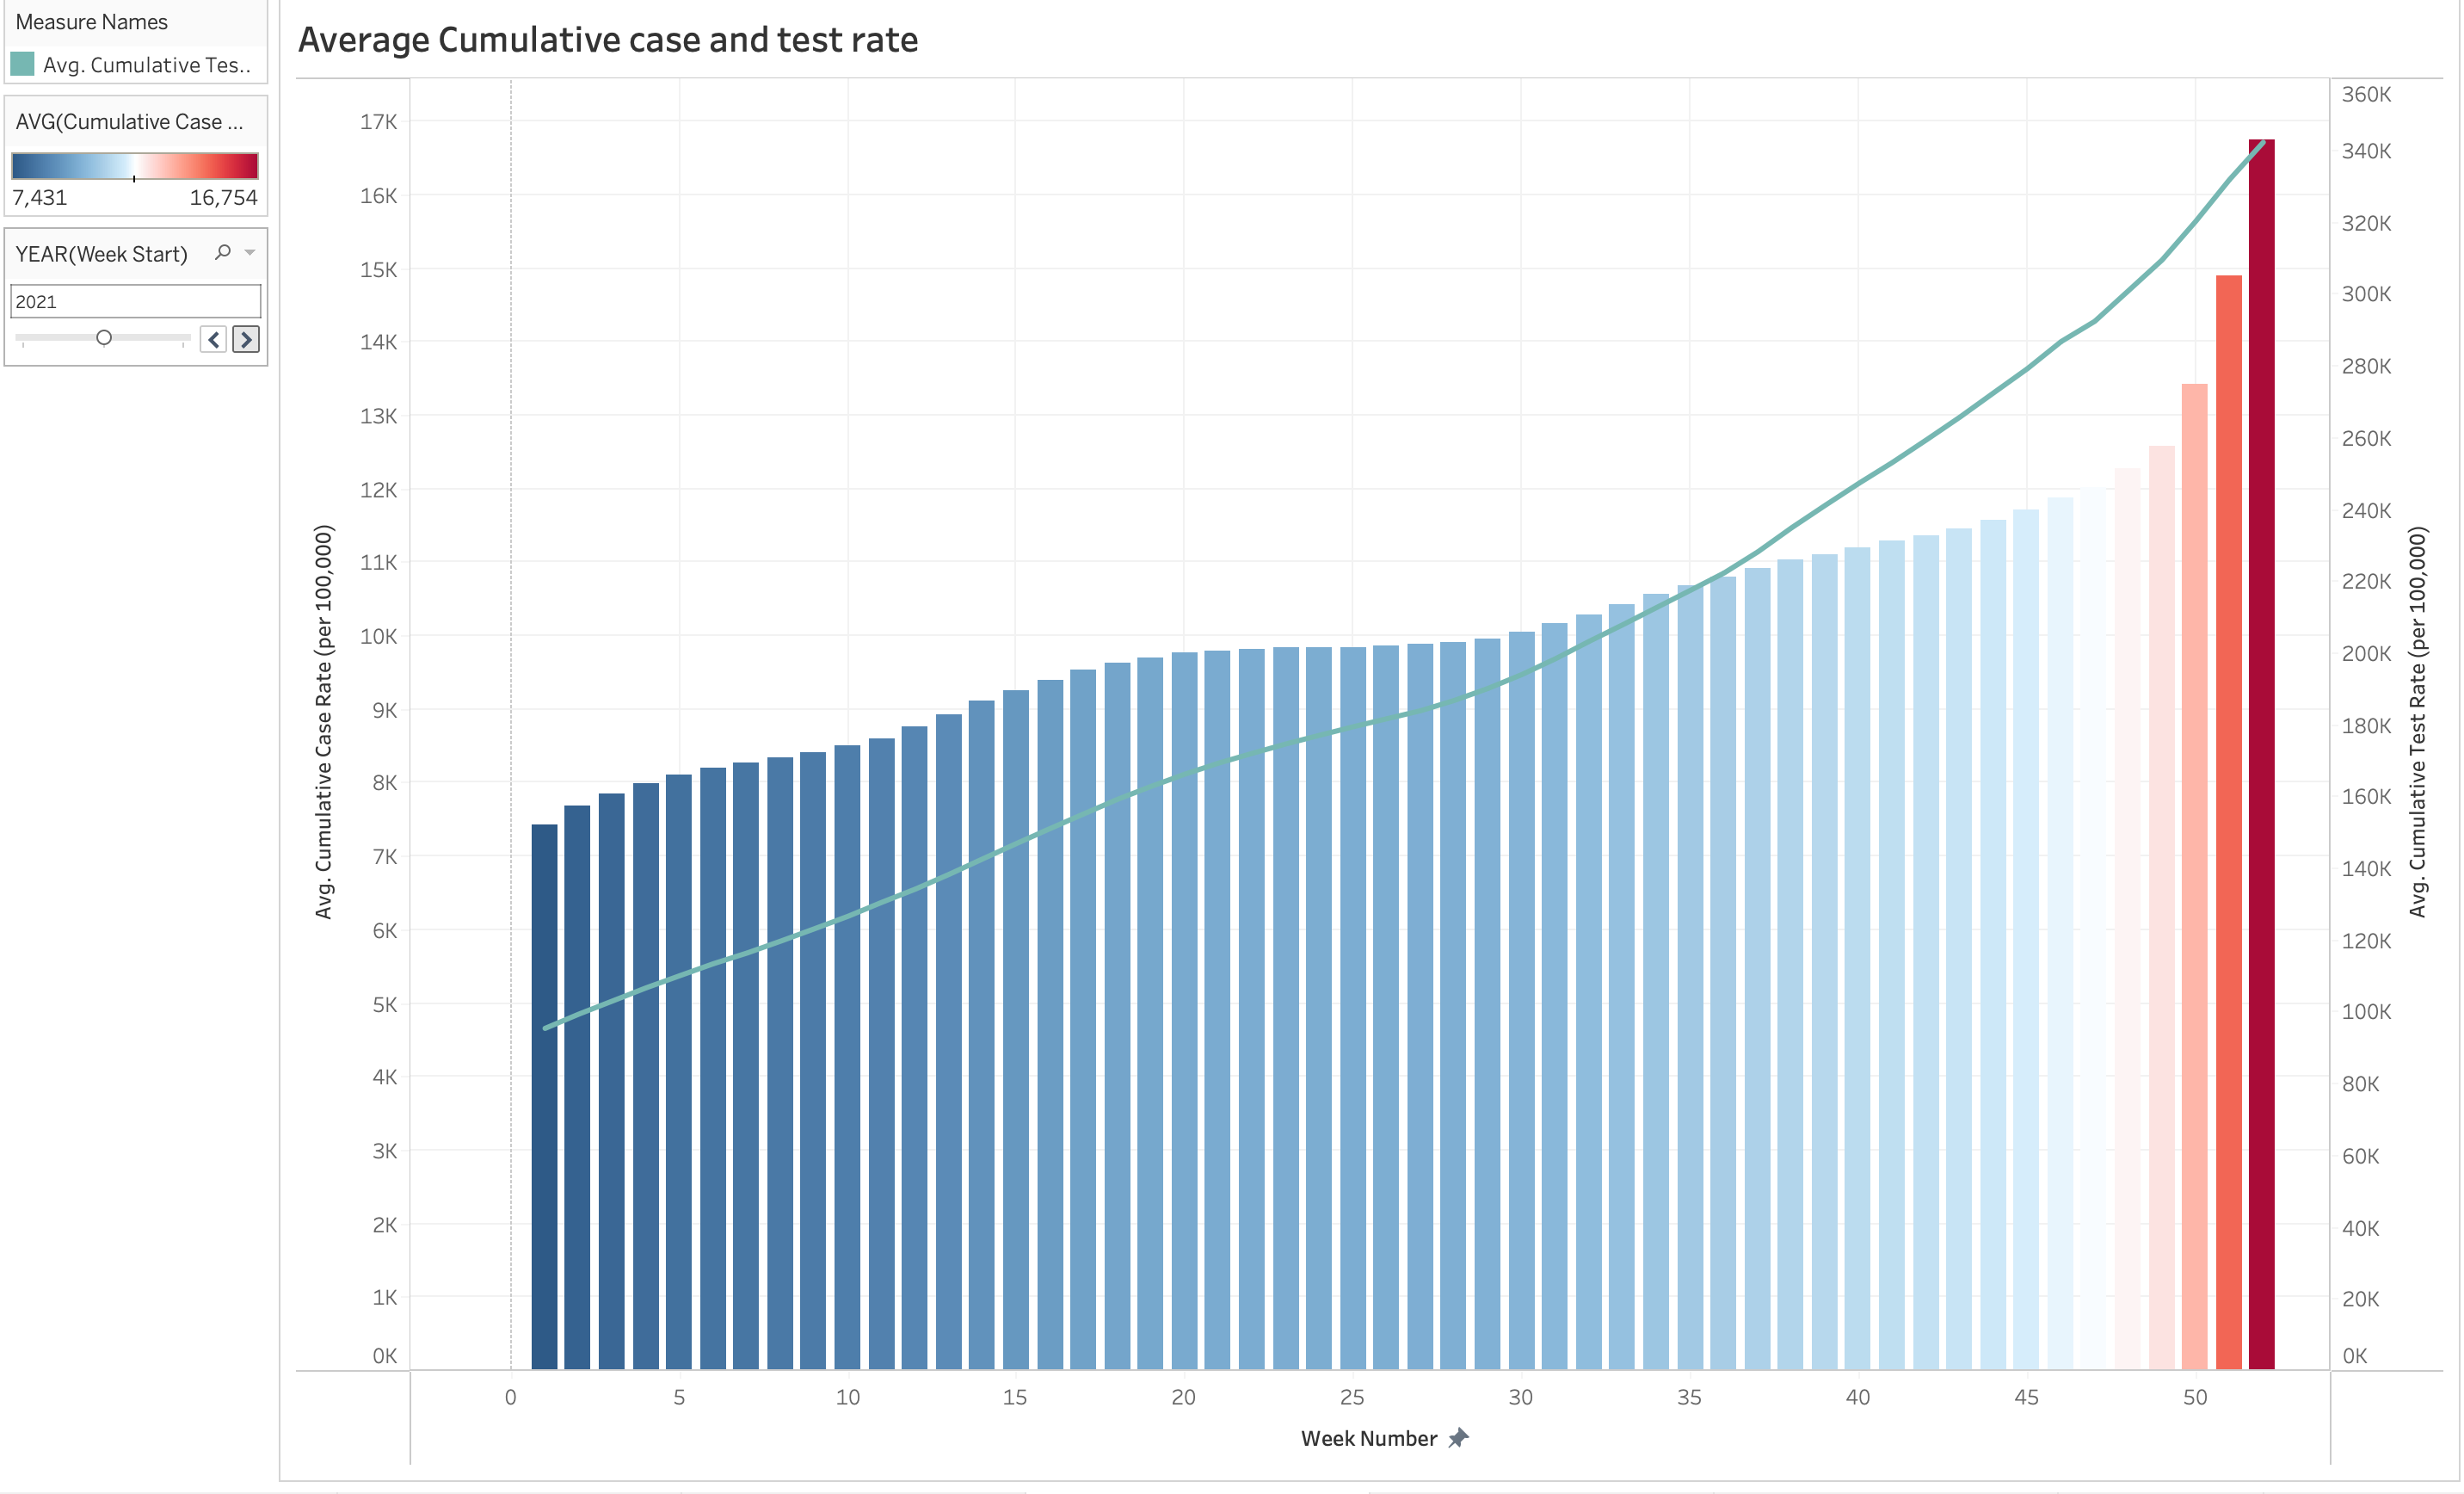 Measure Names
Avg. Cumulative Tes..
AVG(Cumulative Case ...
7,431 16,754
YEAR(Week Start)
2021
Average Cumulative case and test rate
Avg. Cumulative Case Rate (per 100,000)
17K
16K
15K
14K
13K
12K
11K
10K
9K
8K
7K
6K
5K
4K
3K
2K
1K
0K
360K
340K
320K
300K
280K
260K
240K
220K
200K
180K
160K
140K
120K
100K
80K
60K
40K
20K
0K
Avg. Cumulative Test Rate (per 100,000)
0 5 10 15 20 25 30 35 40 45 50
Week Number